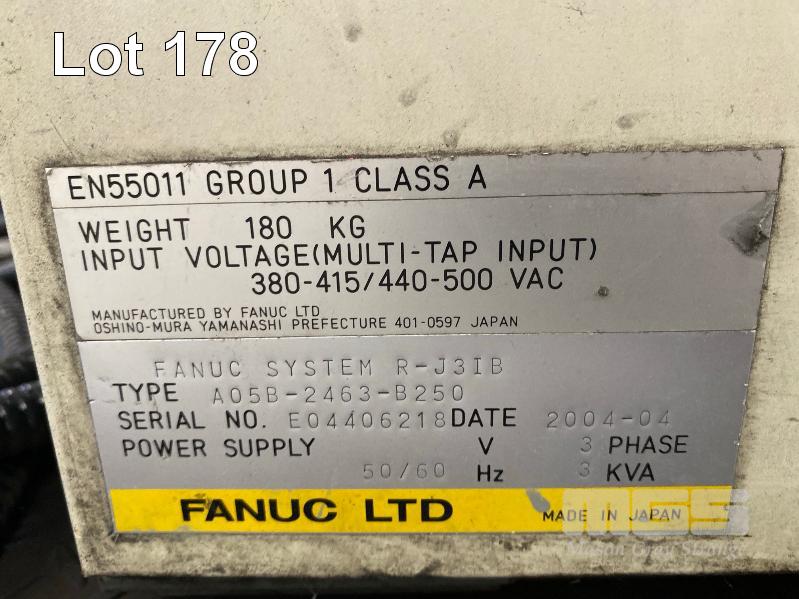 Lot 178
EN55011 GROUP 1 CLASS A
WEIGHT 180 KG
INPUT VOLTAGE(MULTI-TAP INPUT)
380-415/440-500 VAC
MANUFACTURED BY FANUC LTD
OSHINO-MURA YAMANASHI PREFECTURE 401-0597 JAPAN
FANUC SYSTEM R-J3IB
TYPE A05B-2463-B250
SERIAL NO. E04406218 DATE 2004-04
POWER SUPPLY V 3 PHASE
50/60 Hz 3 KVA
FANUC LTD MADE IN JAPAN
MGS
Mason Gray Strange